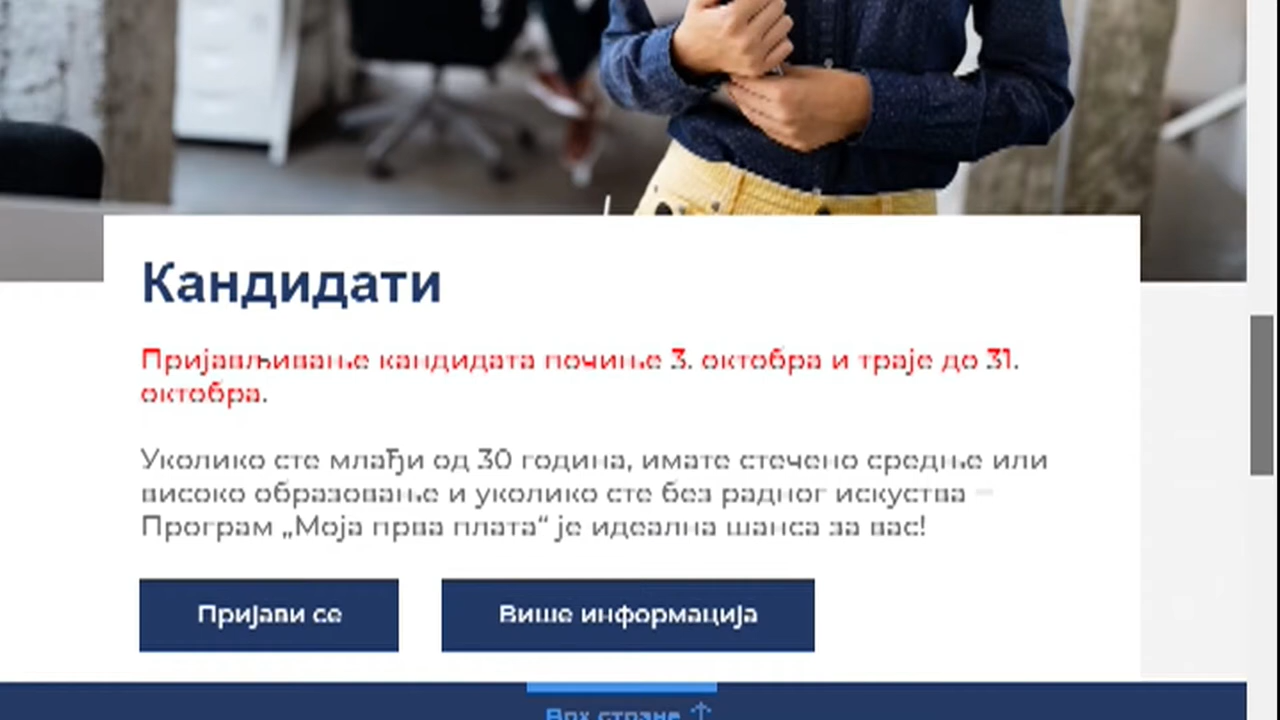 Кандидати
Пријављивање кандидата почиње 3. октобра и траје до 31.
октобра.
Уколико сте млађи од 30 година, имате стечено средње или
високо образовање и уколико сте без радног искуства –
Програм „Моја прва плата“ је идеална шанса за вас!
Пријави се
Више информација
Врх стране ↑